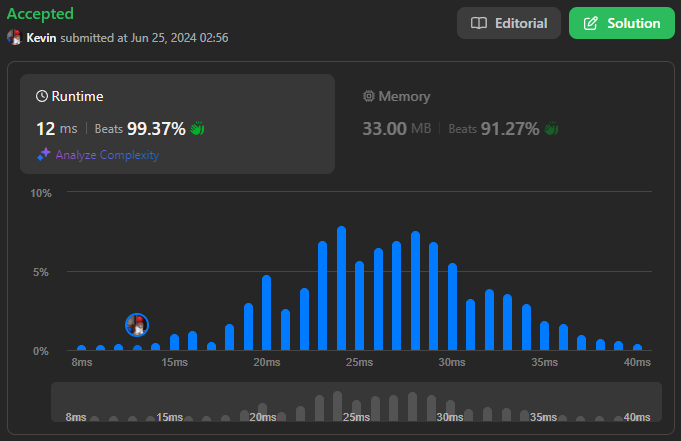 Accepted
Kevin submitted at Jun 25, 2024 02:56
Editorial
Solution
Runtime
12 ms | Beats 99.37%
Analyze Complexity
Memory
33.00 MB | Beats 91.27%
10%
5%
0%
8ms 15ms 20ms 25ms 30ms 35ms 40ms
8ms 15ms 20ms 25ms 30ms 35ms 40ms